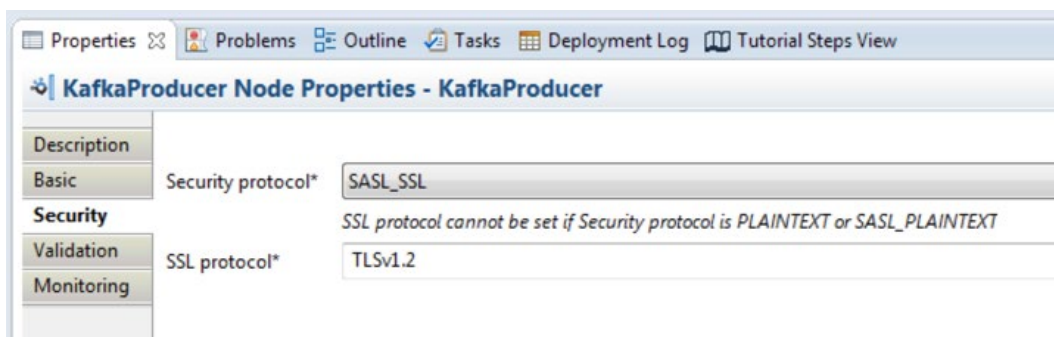 Properties Problems Outline Tasks Deployment Log Tutorial Steps View
KafkaProducer Node Properties - KafkaProducer
Description
Basic
Security
Validation
Monitoring
Security protocol* SASL_SSL
SSL protocol cannot be set if Security protocol is PLAINTEXT or SASL_PLAINTEXT
SSL protocol* TLSv1.2